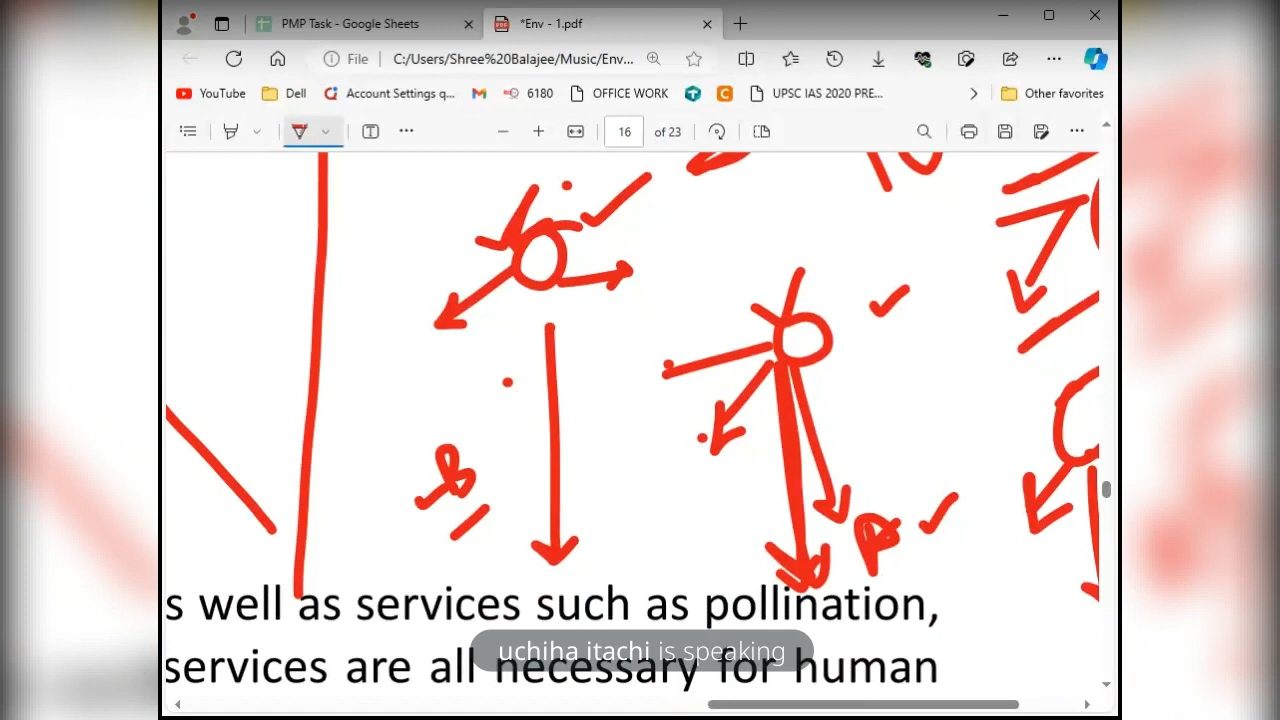 PMP Task - Google Sheets
*Env - 1.pdf
File
C:/Users/Shree%20Balajee/Music/Env...
YouTube
Dell
Account Settings q...
6180
OFFICE WORK
UPSC IAS 2020 PRE...
Other favorites
16 of 23
B
A
s well as services such as pollination,
uchiha itachi is speaking
services are all necessary for human